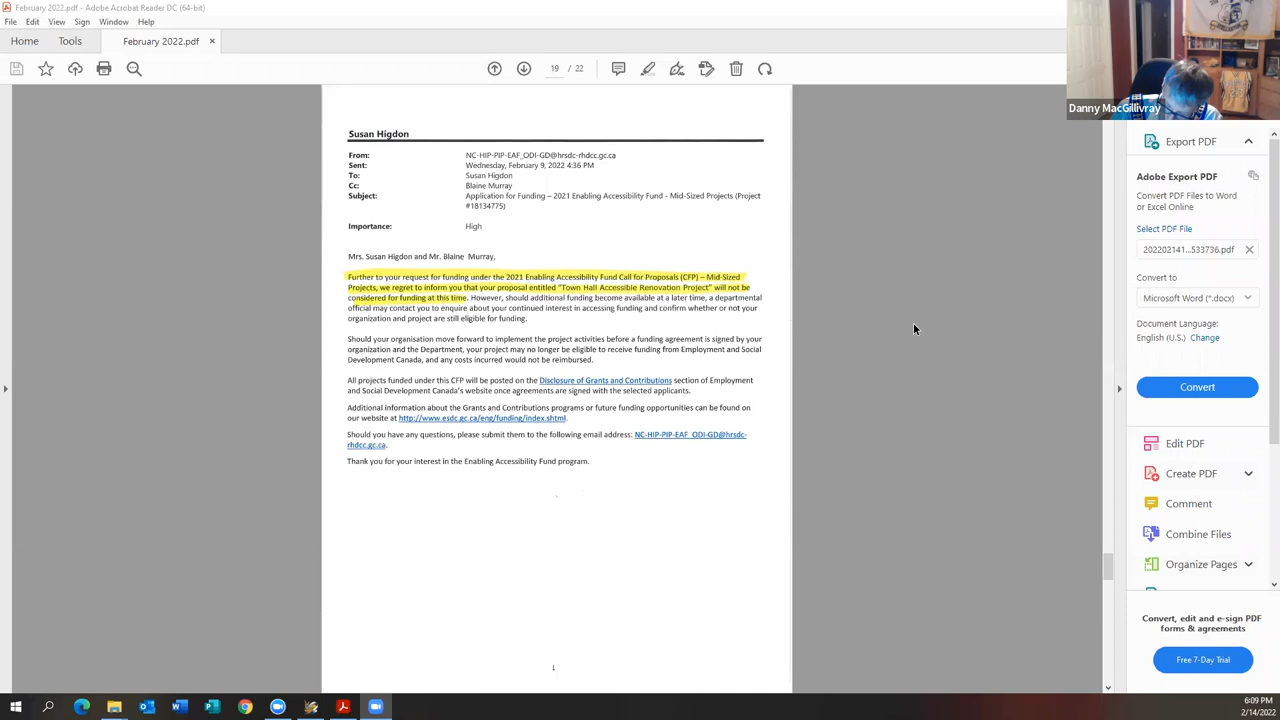 February 2022.pdf - Adobe Acrobat Reader DC (64-bit)
File Edit View Sign Window Help
Home Tools February 2022.pdf ×
19 / 22
Danny MacGillivray
Susan Higdon
From: NC-HIP-PIP-EAF_ODI-GD@hrsdc-rhdcc.gc.ca
Sent: Wednesday, February 9, 2022 4:36 PM
To: Susan Higdon
Cc: Blaine Murray
Subject: Application for Funding – 2021 Enabling Accessibility Fund - Mid-Sized Projects (Project
#18134775)
Importance: High
Mrs. Susan Higdon and Mr. Blaine Murray,
Further to your request for funding under the 2021 Enabling Accessibility Fund Call for Proposals (CFP) – Mid-Sized
Projects, we regret to inform you that your proposal entitled "Town Hall Accessible Renovation Project" will not be
considered for funding at this time. However, should additional funding become available at a later time, a departmental
official may contact you to enquire about your continued interest in accessing funding and confirm whether or not your
organization and project are still eligible for funding.
Should your organisation move forward to implement the project activities before a funding agreement is signed by your
organization and the Department, your project may no longer be eligible to receive funding from Employment and Social
Development Canada, and any costs incurred would not be reimbursed.
All projects funded under this CFP will be posted on the Disclosure of Grants and Contributions section of Employment
and Social Development Canada's website once agreements are signed with the selected applicants.
Additional information about the Grants and Contributions programs or future funding opportunities can be found on
our website at http://www.esdc.gc.ca/eng/funding/index.shtml.
Should you have any questions, please submit them to the following email address: NC-HIP-PIP-EAF_ODI-GD@hrsdc-
rhdcc.gc.ca.
Thank you for your interest in the Enabling Accessibility Fund program.
1
Export PDF
Adobe Export PDF
Convert PDF Files to Word
or Excel Online
Select PDF File
202202141...533736.pdf
Convert to
Microsoft Word (*.docx)
Document Language:
English (U.S.) Change
Convert
Edit PDF
Create PDF
Comment
Combine Files
Organize Pages
Convert, edit and e-sign PDF
forms & agreements
Free 7-Day Trial
6:09 PM
2/14/2022